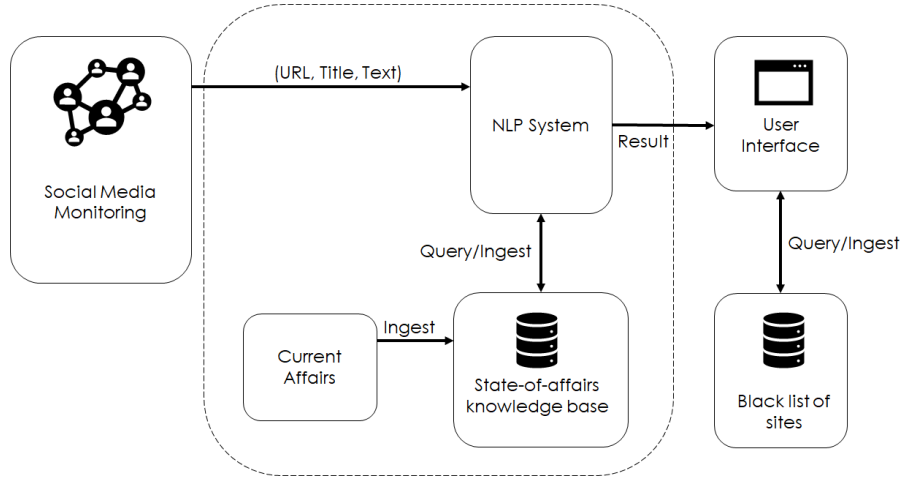 (URL, Title, Text)
Social Media
Monitoring
NLP System
Result
User
Interface
Query/Ingest
Query/Ingest
Current
Affairs
Ingest
State-of-affairs
knowledge base
Black list of
sites